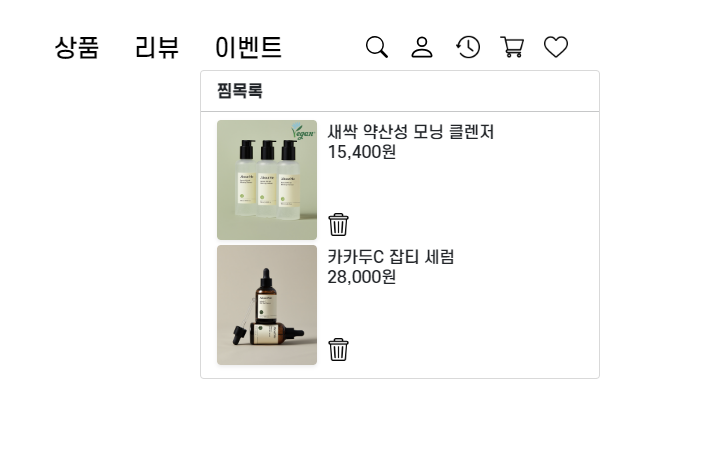 상품 리뷰 이벤트
찜목록
Vegan
새싹 약산성 모닝 클렌저
15,400원
카카두C 잡티 세럼
28,000원